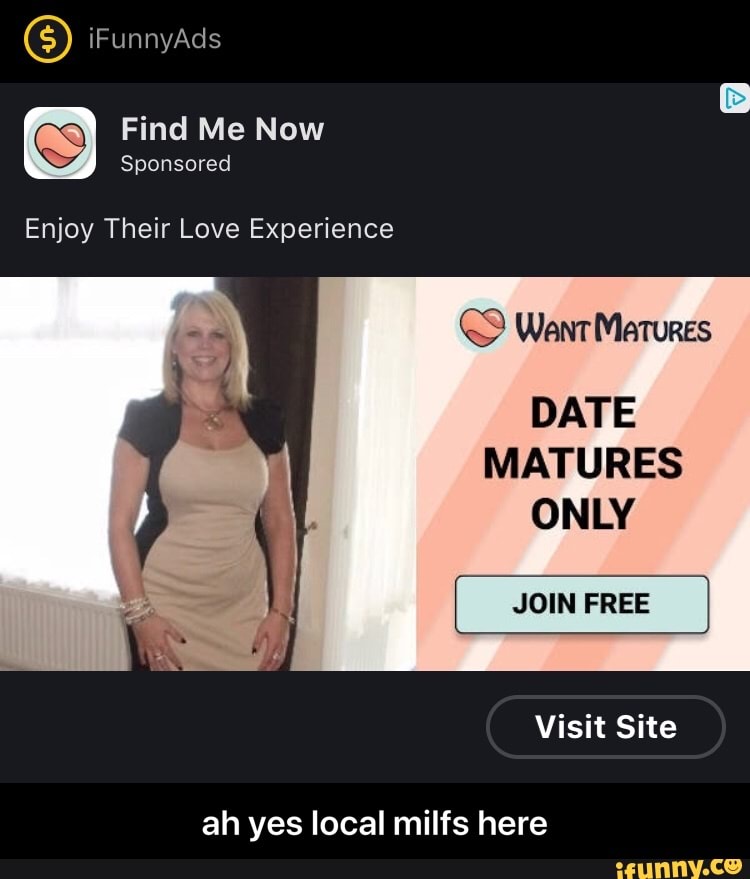 iFunnyAds
Find Me Now
Sponsored
Enjoy Their Love Experience
WANT MATURES
DATE
MATURES
ONLY
JOIN FREE
Visit Site
ah yes local milfs here
ifunny.co